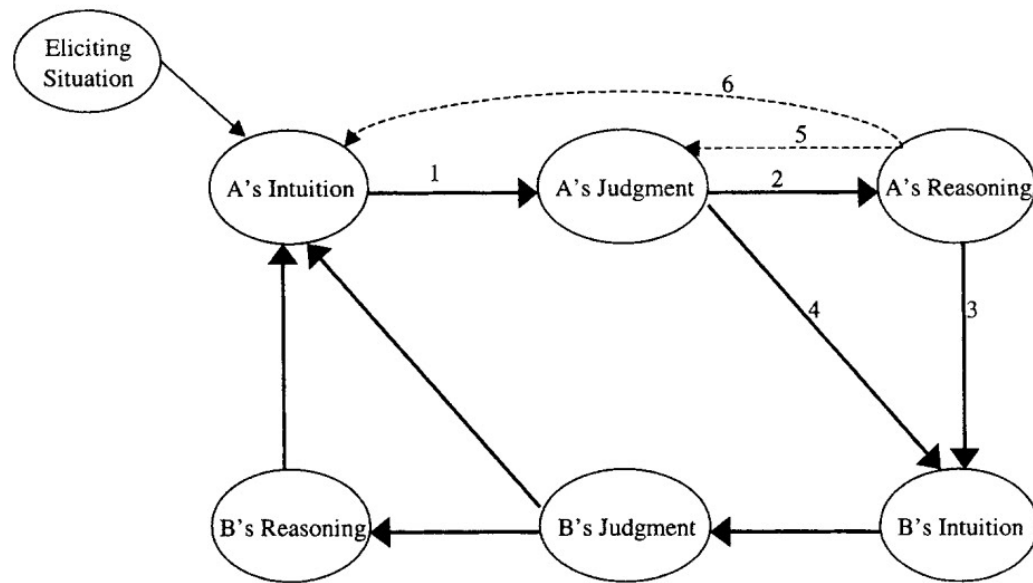 Eliciting
Situation
6
5
A's Intuition
1
A's Judgment
2
A's Reasoning
4
3
B's Reasoning
B's Judgment
B's Intuition